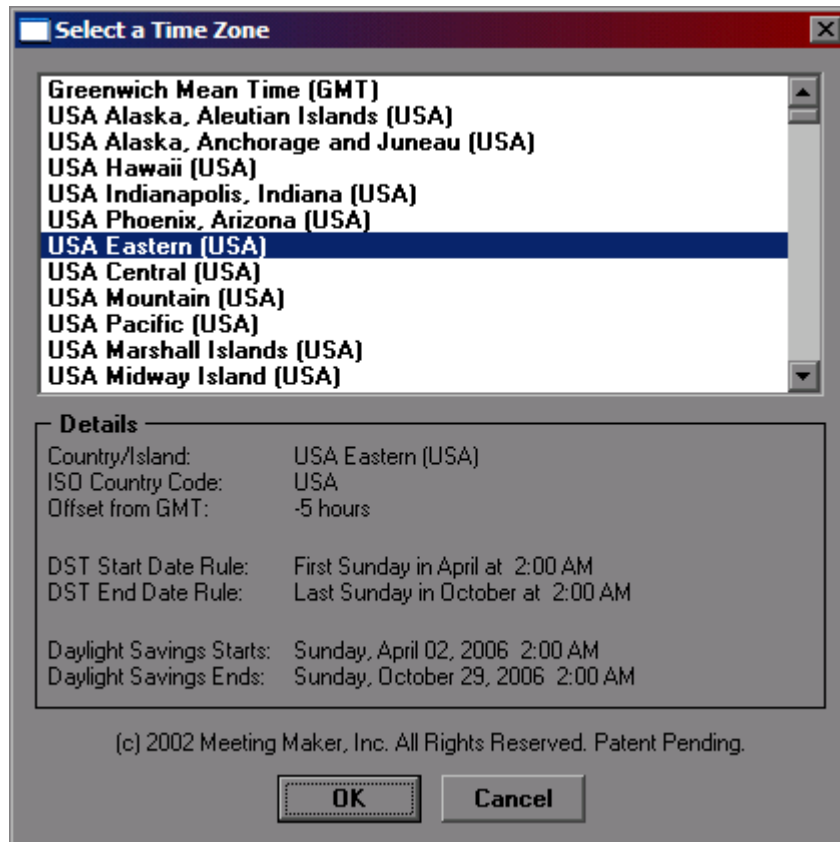 Select a Time Zone
Greenwich Mean Time (GMT)
USA Alaska, Aleutian Islands (USA)
USA Alaska, Anchorage and Juneau (USA)
USA Hawaii (USA)
USA Indianapolis, Indiana (USA)
USA Phoenix, Arizona (USA)
USA Eastern (USA)
USA Central (USA)
USA Mountain (USA)
USA Pacific (USA)
USA Marshall Islands (USA)
USA Midway Island (USA)
Details
Country/Island: USA Eastern (USA)
ISO Country Code: USA
Offset from GMT: -5 hours
DST Start Date Rule: First Sunday in April at 2:00 AM
DST End Date Rule: Last Sunday in October at 2:00 AM
Daylight Savings Starts: Sunday, April 02, 2006 2:00 AM
Daylight Savings Ends: Sunday, October 29, 2006 2:00 AM
(c) 2002 Meeting Maker, Inc. All Rights Reserved. Patent Pending.
OK Cancel